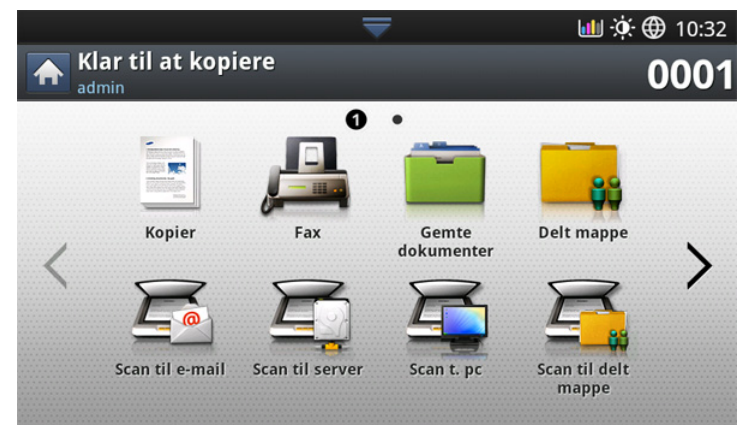 10:32
Klar til at kopiere
admin
0001
1
Kopier
Fax
Gemte
dokumenter
Delt mappe
@
Scan til e-mail
Scan til server
Scan t. pc
Scan til delt
mappe